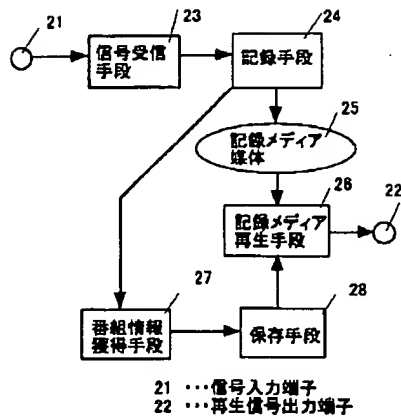 21
23
24
信号受信
手段
記録手段
25
記録メディア
媒体
26
22
記録メディア
再生手段
27
28
番組情報
獲得手段
保存手段
21 ···信号入力端子
22 ···再生信号出力端子